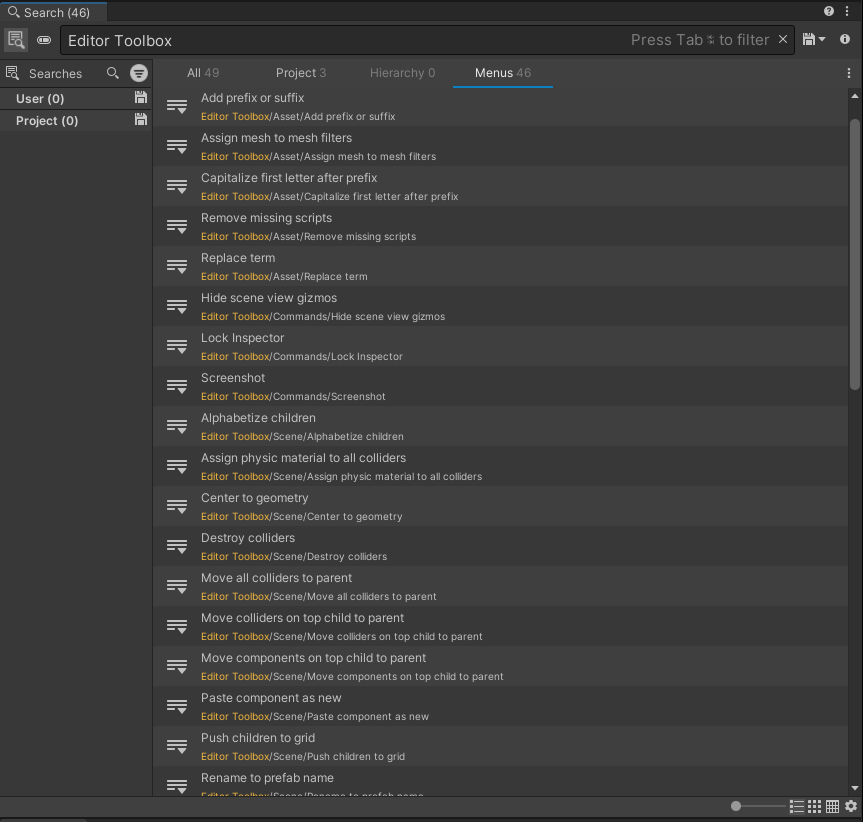 Search (46)
Editor Toolbox
Press Tab ↹ to filter
Searches
All 49
Project 3
Hierarchy 0
Menus 46
User (0)
Project (0)
Add prefix or suffix
Editor Toolbox/Asset/Add prefix or suffix
Assign mesh to mesh filters
Editor Toolbox/Asset/Assign mesh to mesh filters
Capitalize first letter after prefix
Editor Toolbox/Asset/Capitalize first letter after prefix
Remove missing scripts
Editor Toolbox/Asset/Remove missing scripts
Replace term
Editor Toolbox/Asset/Replace term
Hide scene view gizmos
Editor Toolbox/Commands/Hide scene view gizmos
Lock Inspector
Editor Toolbox/Commands/Lock Inspector
Screenshot
Editor Toolbox/Commands/Screenshot
Alphabetize children
Editor Toolbox/Scene/Alphabetize children
Assign physic material to all colliders
Editor Toolbox/Scene/Assign physic material to all colliders
Center to geometry
Editor Toolbox/Scene/Center to geometry
Destroy colliders
Editor Toolbox/Scene/Destroy colliders
Move all colliders to parent
Editor Toolbox/Scene/Move all colliders to parent
Move colliders on top child to parent
Editor Toolbox/Scene/Move colliders on top child to parent
Move components on top child to parent
Editor Toolbox/Scene/Move components on top child to parent
Paste component as new
Editor Toolbox/Scene/Paste component as new
Push children to grid
Editor Toolbox/Scene/Push children to grid
Rename to prefab name
Editor Toolbox/Scene/Rename to prefab name